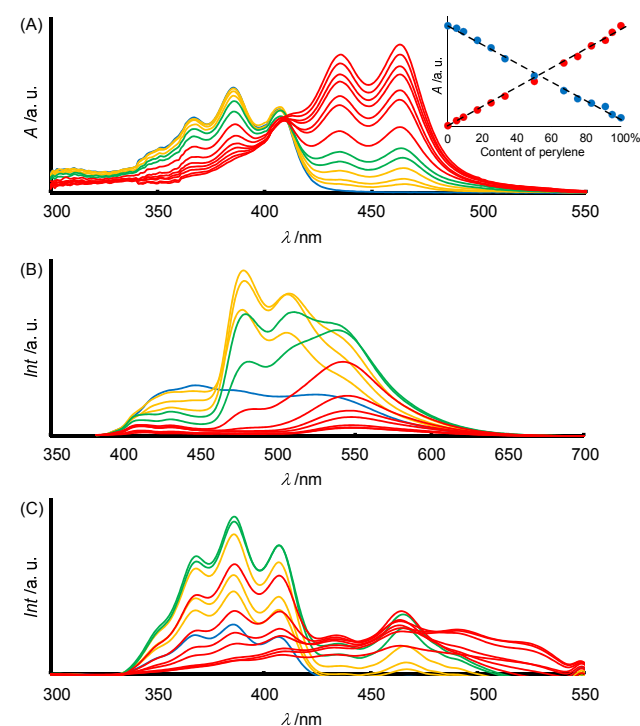 (A)
A /a. u.
300 350 400 450 500 550
λ/nm
A /a. u.
0 20 40 60 80 100%
Content of perylene
(B)
Int /a. u.
350 400 450 500 550 600 650 700
λ/nm
(C)
Int /a. u.
300 350 400 450 500 550
λ/nm